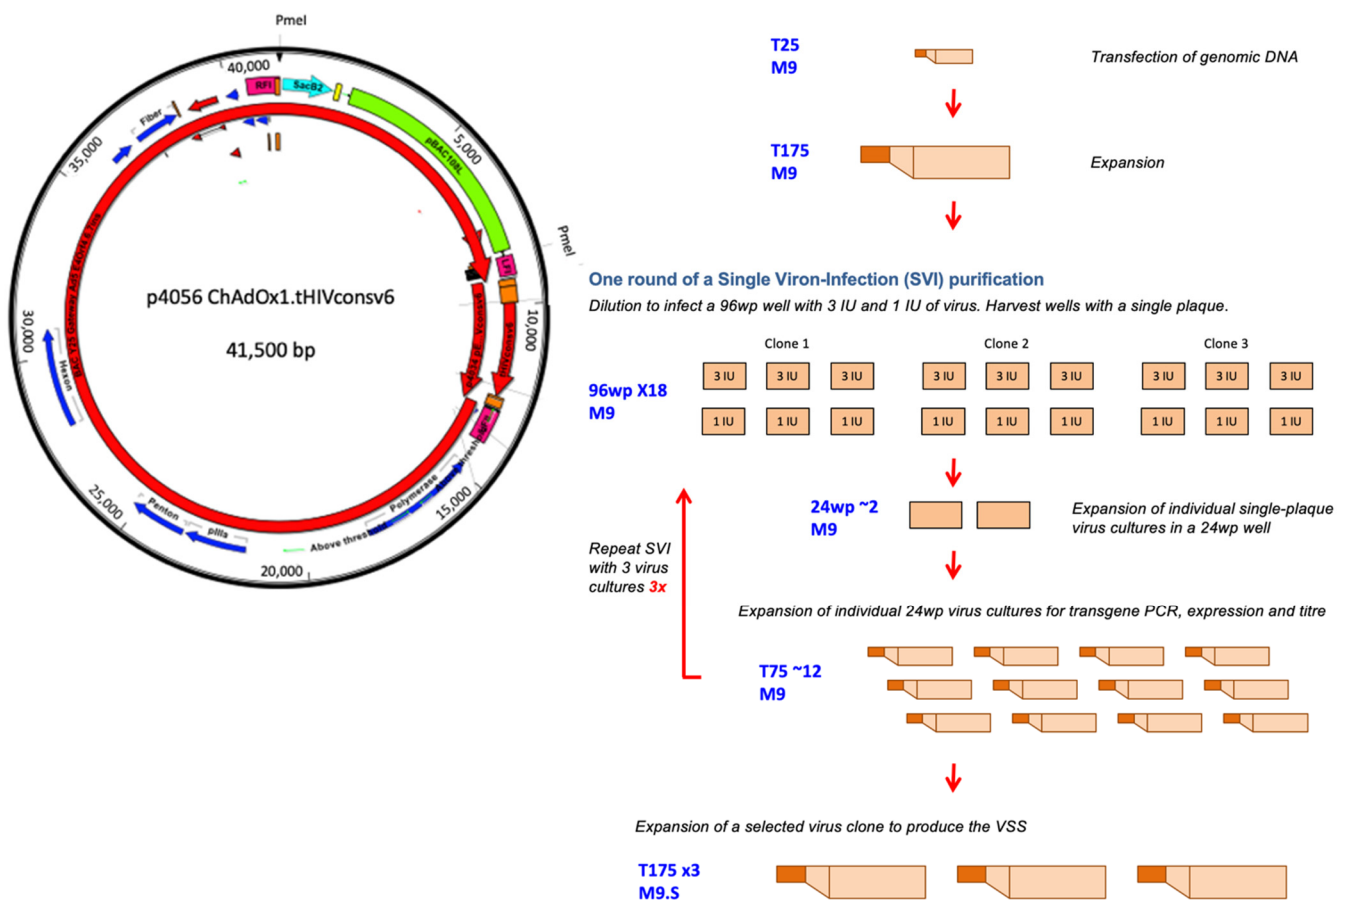 PmeI
40,000
RFI
SacB2
Fiber
35,000
5,000
pBAC108L
PmeI
LFI
p4056 ChAdOx1.tHIVconsv6
41,500 bp
10,000
30,000
Hexon
25,000
Penton
pIIIa
Polymerase
15,000
Above thresh
20,000
T25
M9
Transfection of genomic DNA
T175
M9
Expansion
One round of a Single Viron-Infection (SVI) purification
Dilution to infect a 96wp well with 3 IU and 1 IU of virus. Harvest wells with a single plaque.
Clone 1 Clone 2 Clone 3
96wp X18
M9
3 IU 3 IU 3 IU 3 IU 3 IU 3 IU 3 IU 3 IU 3 IU
1 IU 1 IU 1 IU 1 IU 1 IU 1 IU 1 IU 1 IU 1 IU
24wp ~2
M9
Expansion of individual single-plaque
virus cultures in a 24wp well
Repeat SVI
with 3 virus
cultures 3x
Expansion of individual 24wp virus cultures for transgene PCR, expression and titre
T75 ~12
M9
Expansion of a selected virus clone to produce the VSS
T175 x3
M9.S